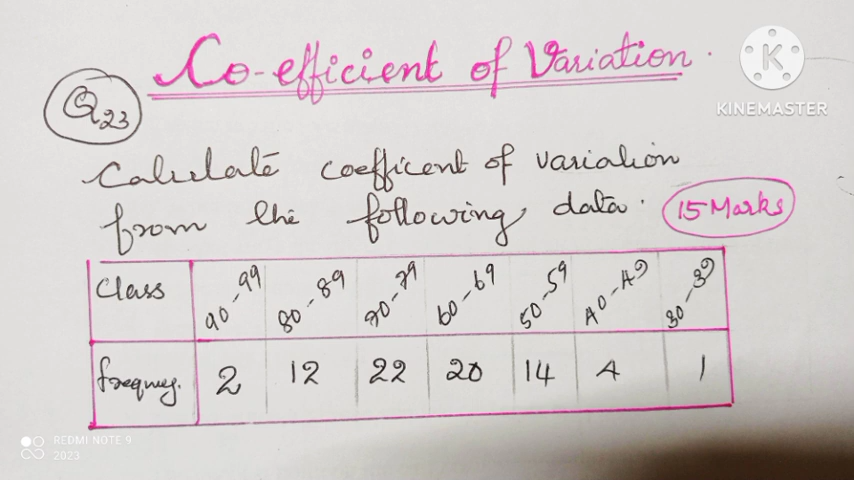 Co-efficient of Variation.
K
KINEMASTER
Q23
Calculate coefficent of variation
from the following data.
15 Marks
Class 90-99 80-89 70-79 60-69 50-59 40-49 30-39
frequey. 2 12 22 20 14 4 1
REDMI NOTE 9
2023